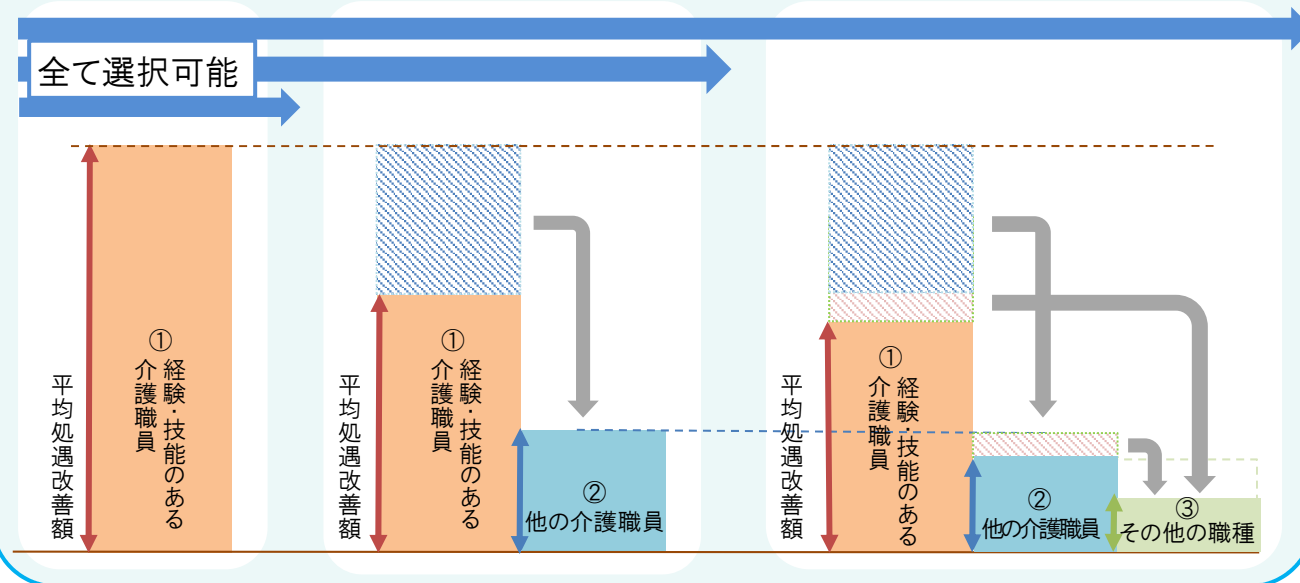 全て選択可能
平均処遇改善額
①
経験・技能のある
介護職員
平均処遇改善額
①
経験・技能のある
介護職員
②
他の介護職員
平均処遇改善額
①
経験・技能のある
介護職員
②
他の介護職員
③
その他の職種